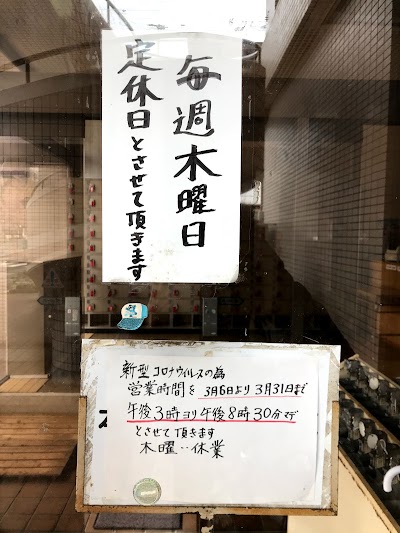 毎週木曜日
定休日とさせて頂きます
新型コロナウィルスの為
営業時間を 3月6日より3月31日まで
午後3時ヨリ午後8時30分マデ
とさせて頂きます
木曜‥休業